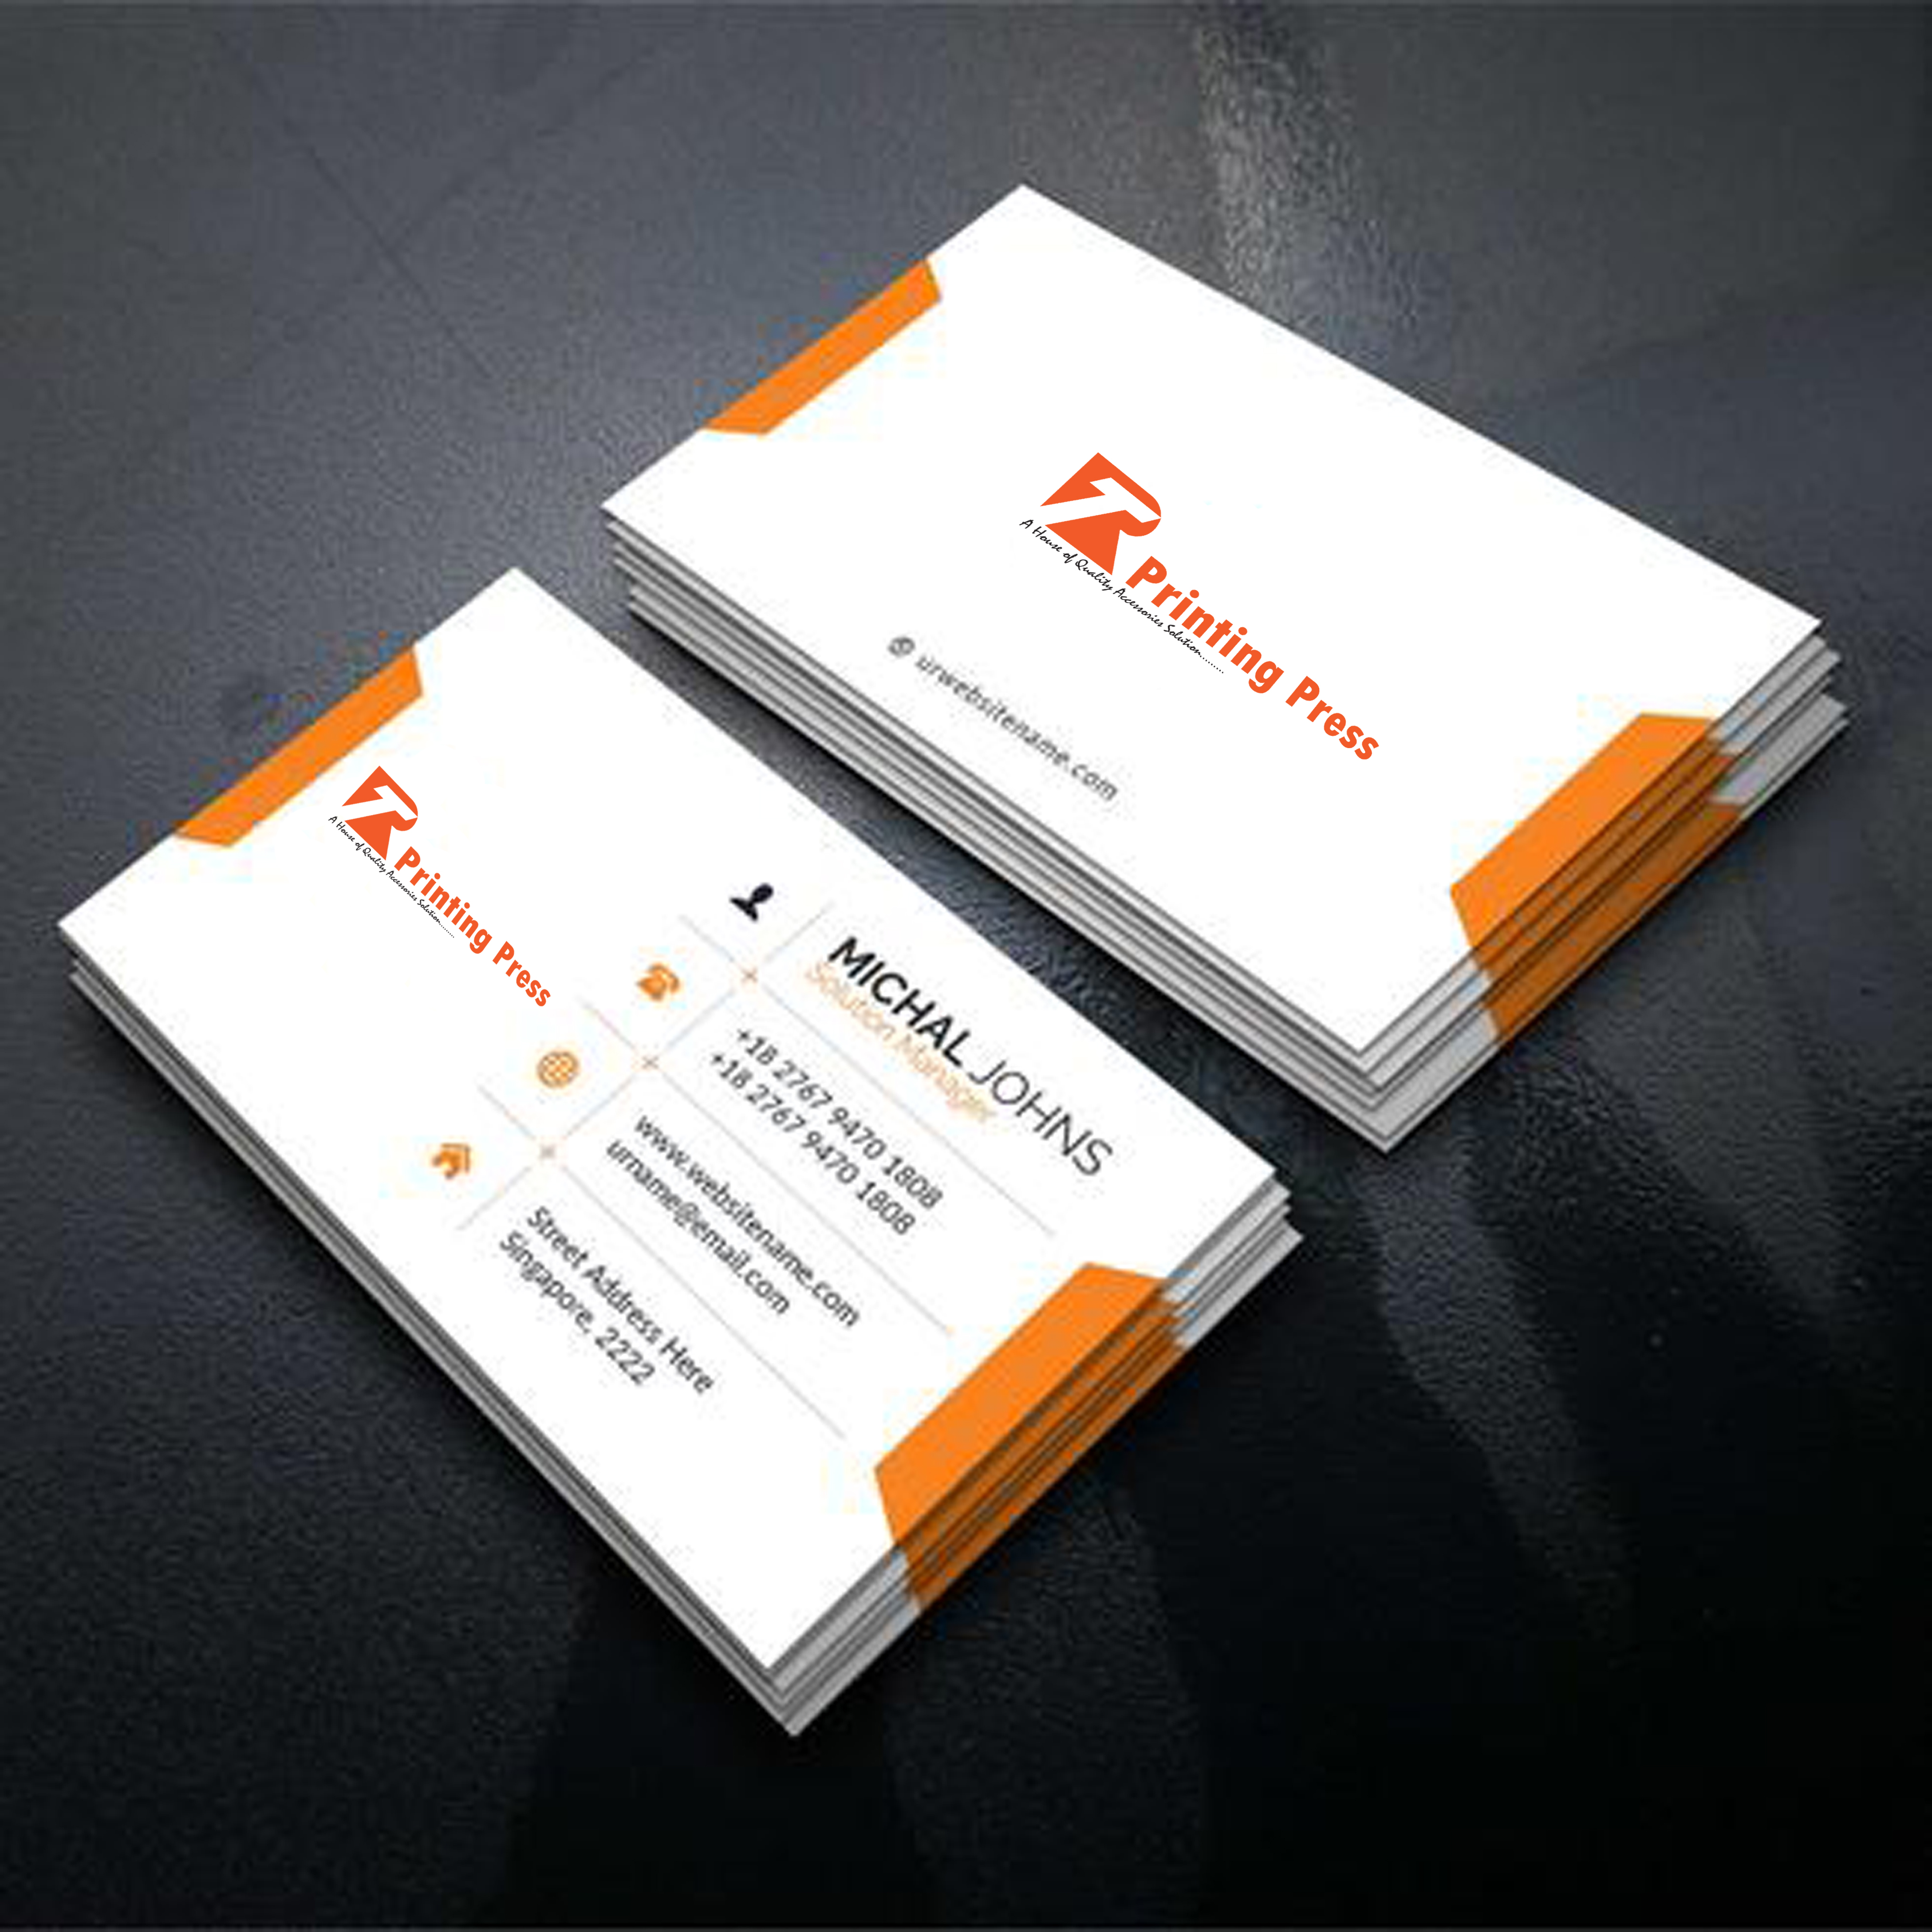 R
Printing Press
A House of Quality Accessories Solution.........
urwebsitename.com
R
Printing Press
A House of Quality Accessories Solution.........
MICHAL JOHNS
Solution Manager
+18 2767 9470 1808
+18 2767 9470 1808
www.websitename.com
urname@email.com
Street Address Here
Singapore, 2222